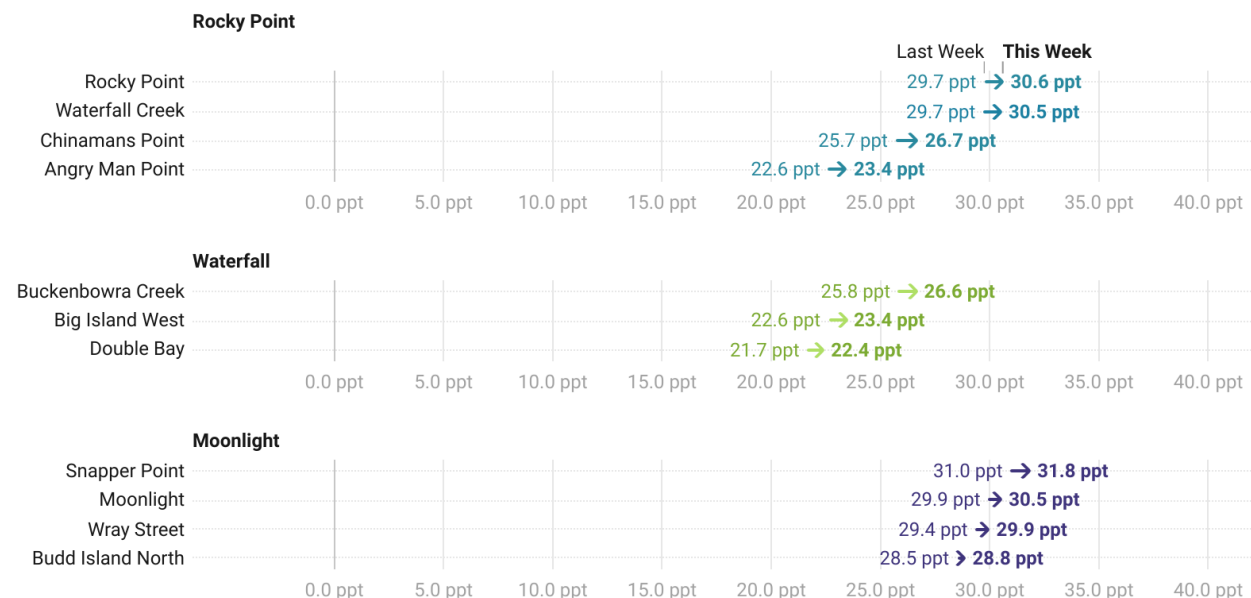 Rocky Point
Last Week This Week
Rocky Point 29.7 ppt 30.6 ppt
Waterfall Creek 29.7 ppt 30.5 ppt
Chinamans Point 25.7 ppt 26.7 ppt
Angry Man Point 22.6 ppt 23.4 ppt
0.0 ppt 5.0 ppt 10.0 ppt 15.0 ppt 20.0 ppt 25.0 ppt 30.0 ppt 35.0 ppt 40.0 ppt
Waterfall
Buckenbowra Creek 25.8 ppt 26.6 ppt
Big Island West 22.6 ppt 23.4 ppt
Double Bay 21.7 ppt 22.4 ppt
0.0 ppt 5.0 ppt 10.0 ppt 15.0 ppt 20.0 ppt 25.0 ppt 30.0 ppt 35.0 ppt 40.0 ppt
Moonlight
Snapper Point 31.0 ppt 31.8 ppt
Moonlight 29.9 ppt 30.5 ppt
Wray Street 29.4 ppt 29.9 ppt
Budd Island North 28.5 ppt 28.8 ppt
0.0 ppt 5.0 ppt 10.0 ppt 15.0 ppt 20.0 ppt 25.0 ppt 30.0 ppt 35.0 ppt 40.0 ppt